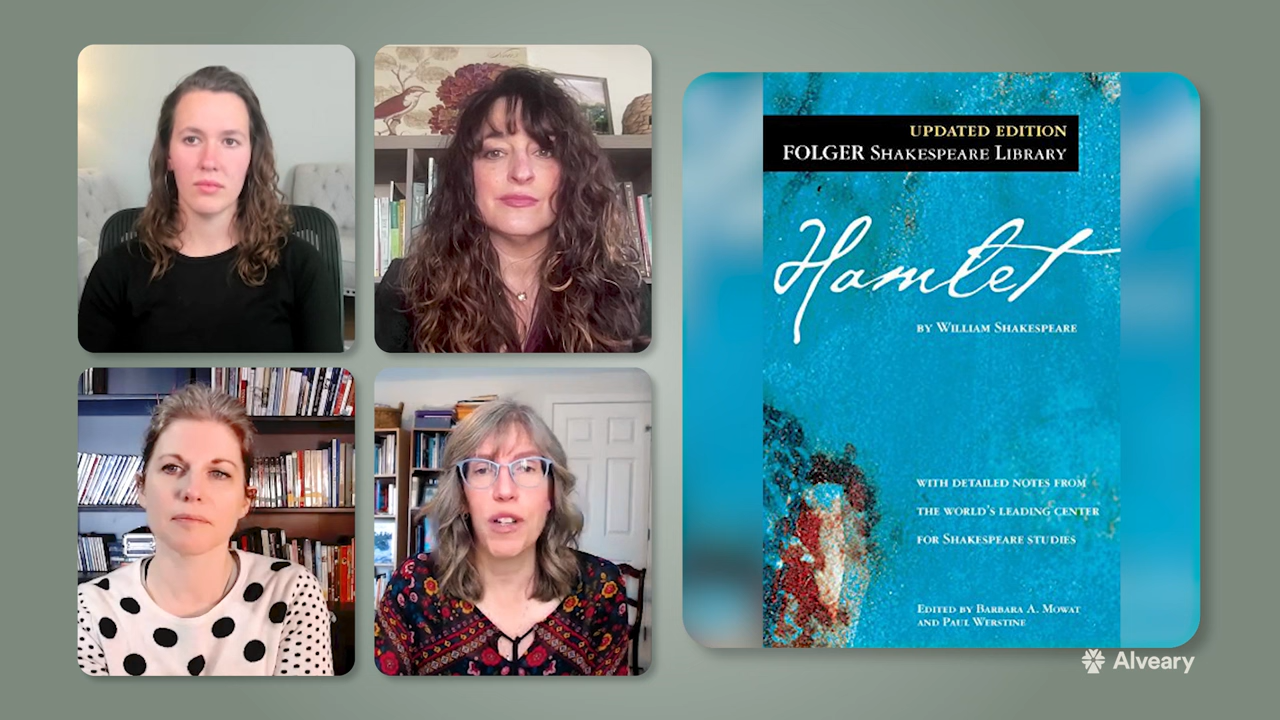 UPDATED EDITION
FOLGER SHAKESPEARE LIBRARY
Hamlet
BY WILLIAM SHAKESPEARE
WITH DETAILED NOTES FROM
THE WORLD'S LEADING CENTER
FOR SHAKESPEARE STUDIES
EDITED BY BARBARA A. MOWAT
AND PAUL WERSTINE
Alveary